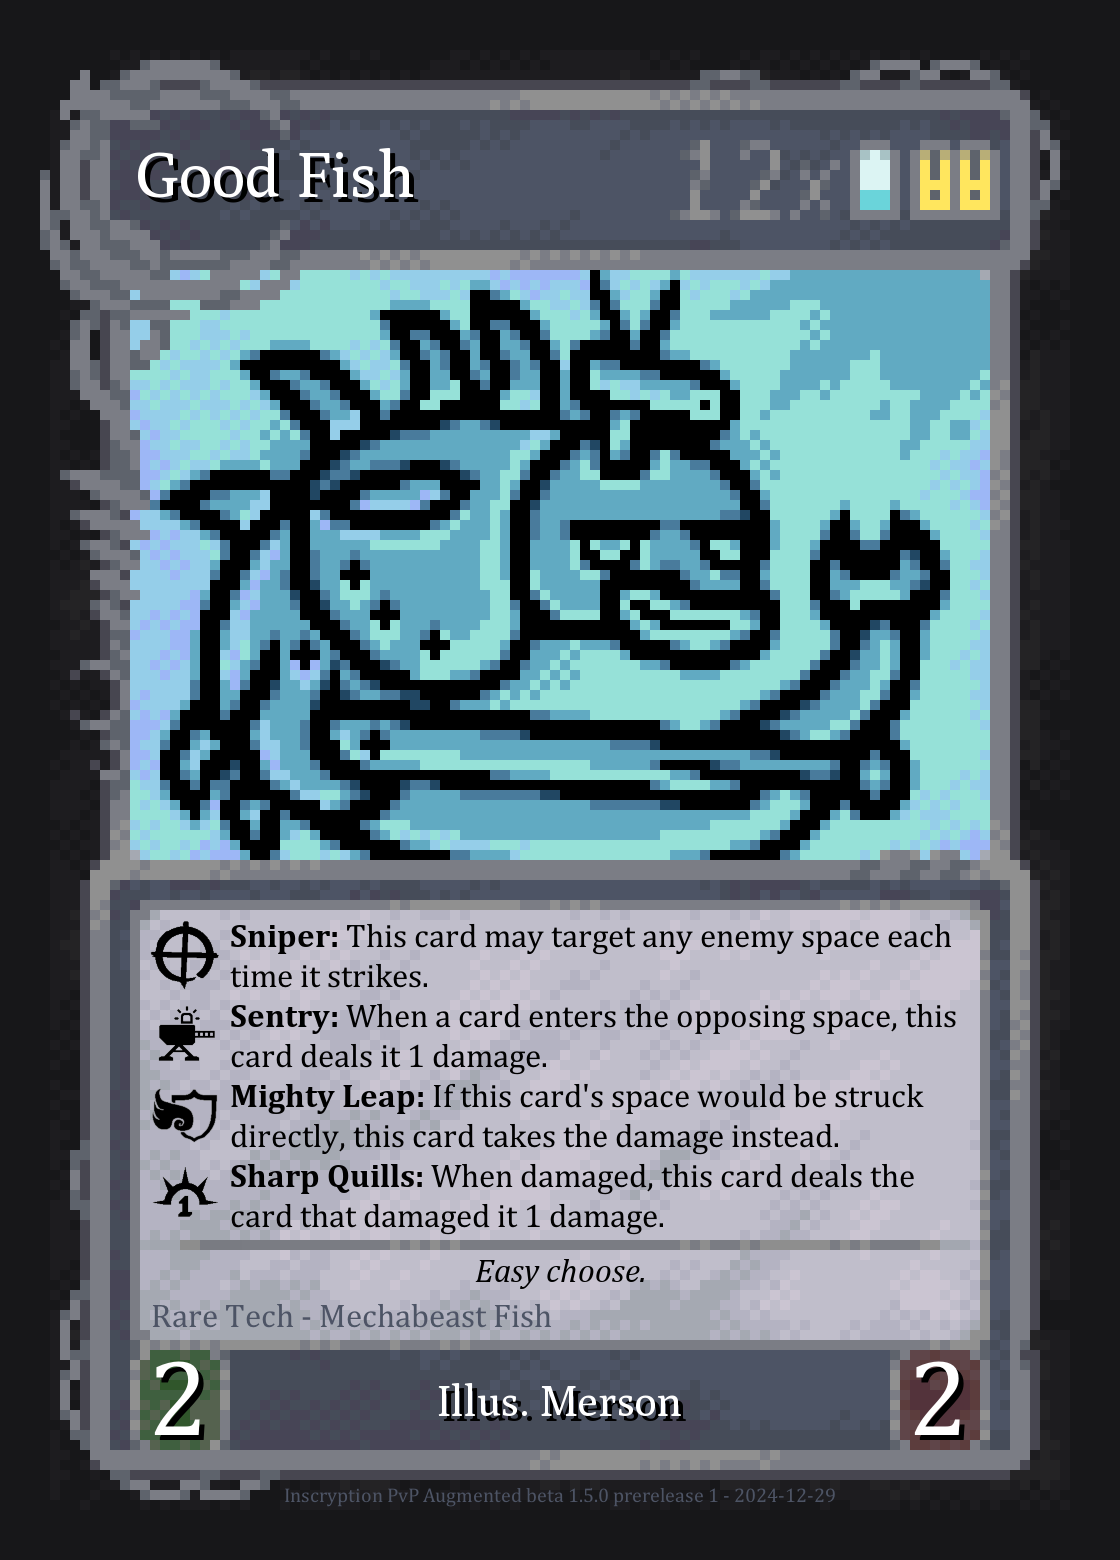 Good Fish 12x
Sniper: This card may target any enemy space each
time it strikes.
Sentry: When a card enters the opposing space, this
card deals it 1 damage.
Mighty Leap: If this card's space would be struck
directly, this card takes the damage instead.
1 Sharp Quills: When damaged, this card deals the
card that damaged it 1 damage.
Easy choose.
Rare Tech - Mechabeast Fish
2 Illus. Merson 2
Inscryption PvP Augmented beta 1.5.0 prerelease 1 - 2024-12-29